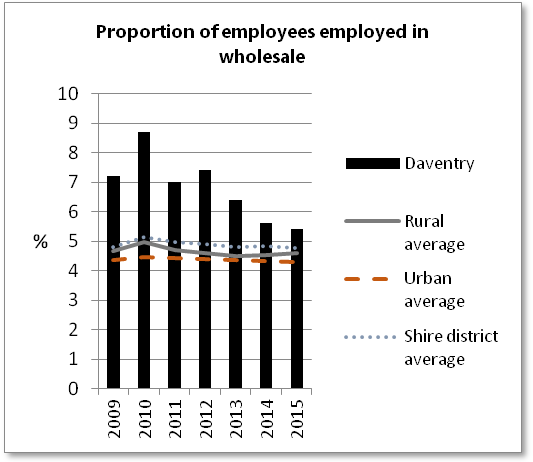 Proportion of employees employed in
wholesale
10
9
8
7
6
5
4
3
2
1
0
%
2009
2010
2011
2012
2013
2014
2015
Daventry
Rural
average
Urban
average
Shire district
average